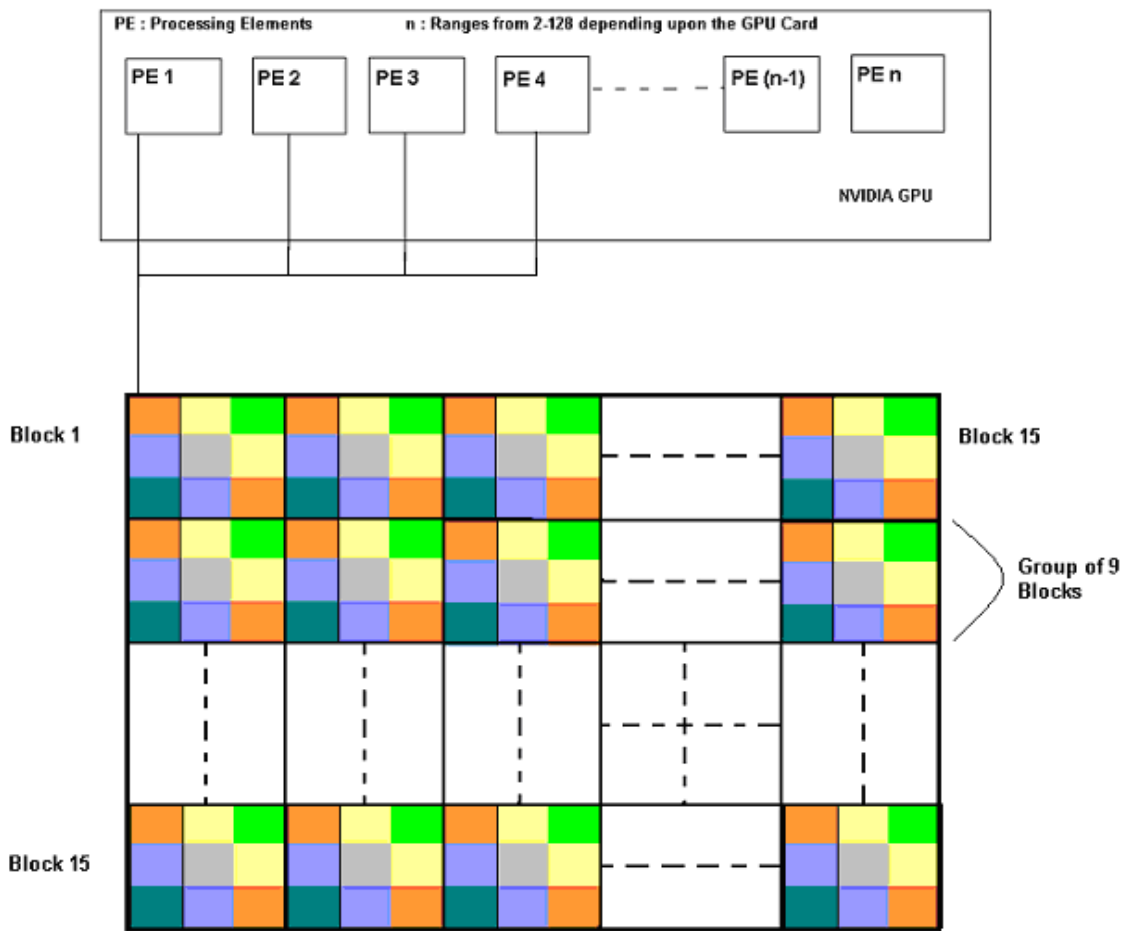 PE : Processing Elements n : Ranges from 2-128 depending upon the GPU Card
PE 1 PE 2 PE 3 PE 4 PE (n-1) PE n
NVIDIA GPU
Block 1
Block 15
Group of 9
Blocks
Block 15